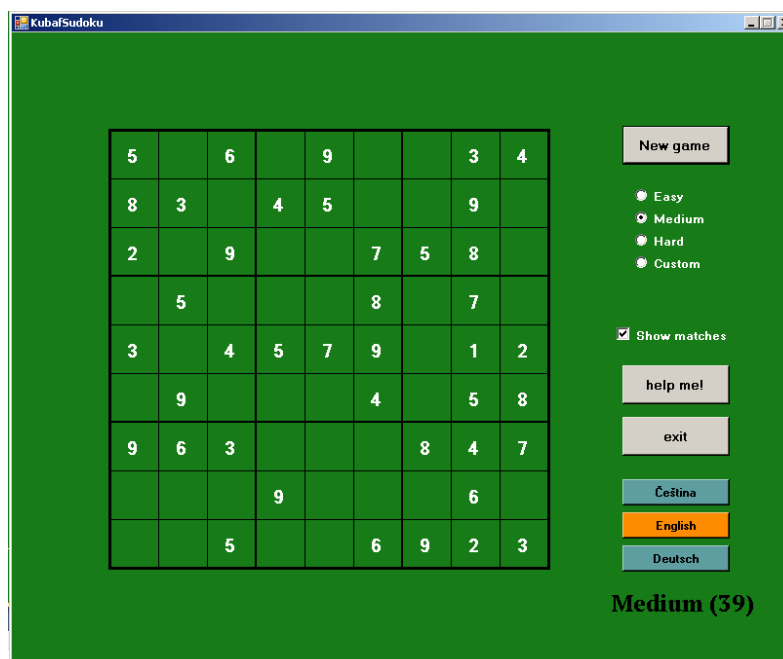 KubafSudoku
5 6 9 3 4
8 3 4 5 9
2 9 7 5 8
5 8 7
3 4 5 7 9 1 2
9 4 5 8
9 6 3 8 4 7
9 6
5 6 9 2 3
New game
Easy
Medium
Hard
Custom
Show matches
help me!
exit
Čeština
English
Deutsch
Medium (39)